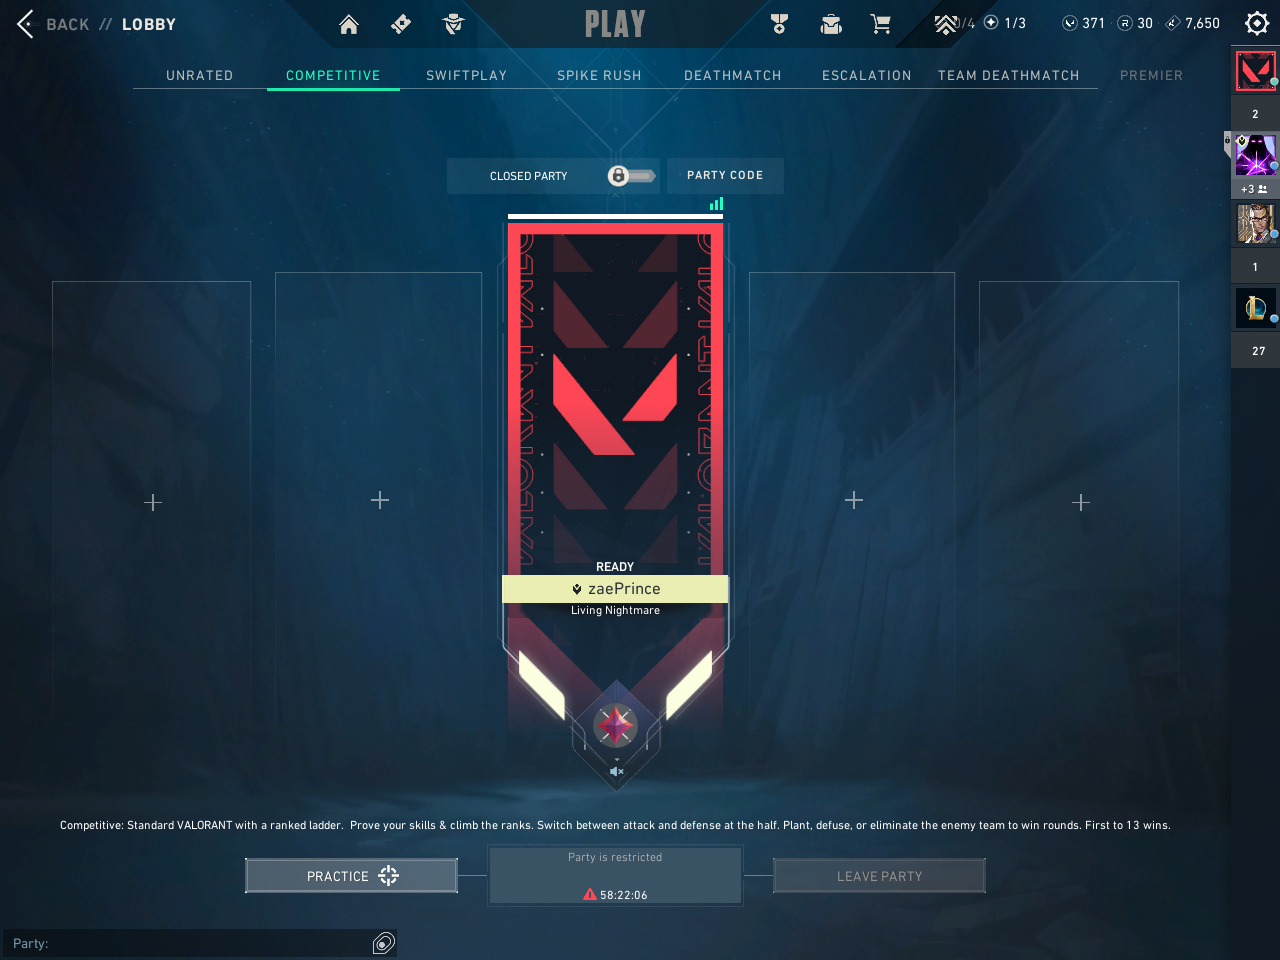 BACK // LOBBY
PLAY
0/4
1/3
371
30
7,650
UNRATED
COMPETITIVE
SWIFTPLAY
SPIKE RUSH
DEATHMATCH
ESCALATION
TEAM DEATHMATCH
PREMIER
2
+3
1
27
CLOSED PARTY
PARTY CODE
READY
zaePrince
Living Nightmare
Competitive: Standard VALORANT with a ranked ladder.  Prove your skills & climb the ranks. Switch between attack and defense at the half. Plant, defuse, or eliminate the enemy team to win rounds. First to 13 wins.
PRACTICE
Party is restricted
58:22:06
LEAVE PARTY
Party: